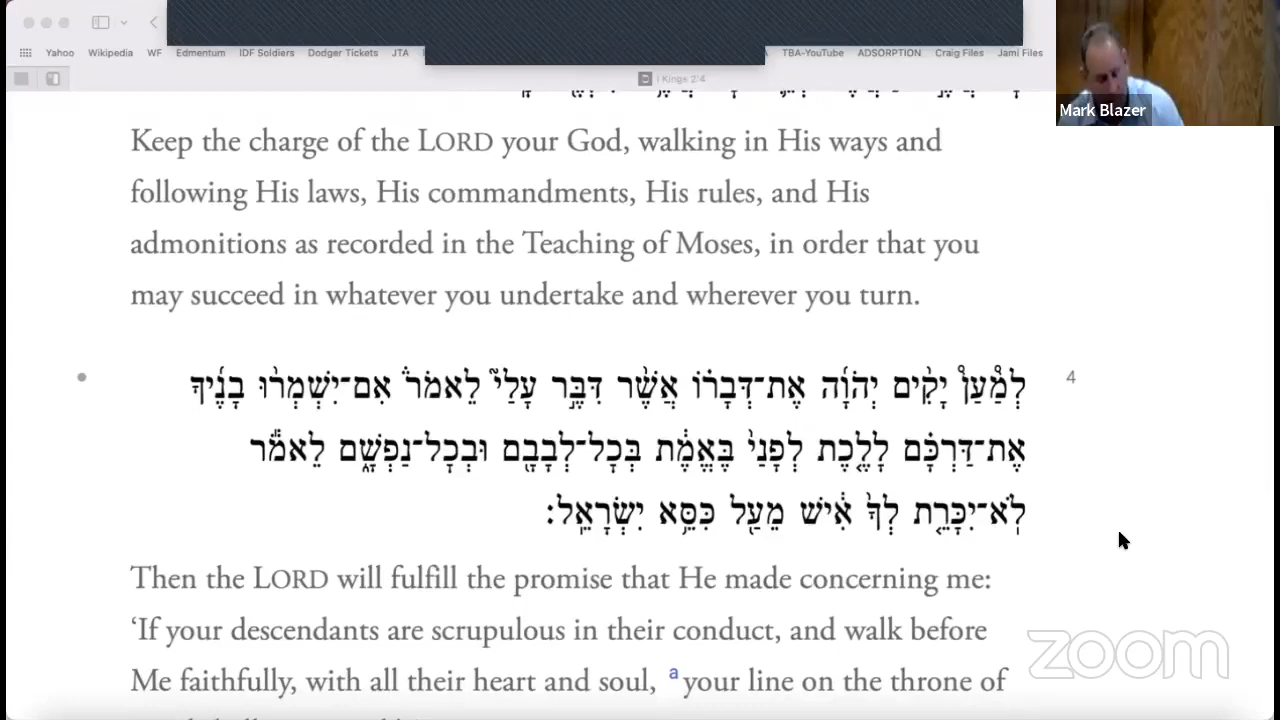 Yahoo Wikipedia WF Edmentum IDF Soldiers Dodger Tickets JTA TBA-YouTube ADSORPTION Craig Files Jami Files
I Kings 2:4
Mark Blazer
Keep the charge of the LORD your God, walking in His ways and
following His laws, His commandments, His rules, and His
admonitions as recorded in the Teaching of Moses, in order that you
may succeed in whatever you undertake and wherever you turn.
4
לְמַ֩עַן֩ יָקִ֨ים יְהֹוָ֜ה אֶת־דְּבָר֗וֹ אֲשֶׁ֨ר דִּבֶּ֣ר עָלַי֮ לֵאמֹר֒ אִם־יִשְׁמְר֨וּ בָנֶ֜יךָ
אֶת־דַּרְכָּ֗ם לָלֶ֤כֶת לְפָנַי֙ בֶּאֱמֶ֔ת בְּכׇל־לְבָבָ֖ם וּבְכׇל־נַפְשָׁ֑ם לֵאמֹ֕ר
לֹֽא־יִכָּרֵ֤ת לְךָ֙ אִ֔ישׁ מֵעַ֖ל כִּסֵּ֥א יִשְׂרָאֵֽל׃
Then the LORD will fulfill the promise that He made concerning me:
‘If your descendants are scrupulous in their conduct, and walk before
Me faithfully, with all their heart and soul, a your line on the throne of
zoom